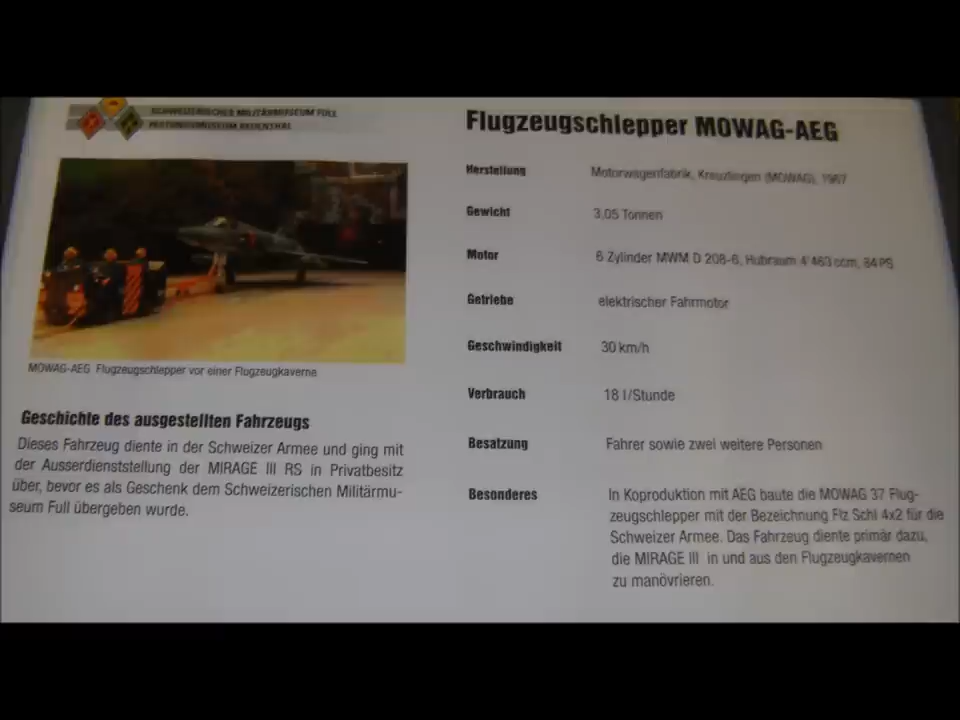 SCHWEIZERISCHES MILITÄRMUSEUM FULL
FESTUNGSMUSEUM REUENTHAL
Flugzeugschlepper MOWAG-AEG
Herstellung Motorwagenfabrik, Kreuzlingen (MOWAG), 1967
Gewicht 3,05 Tonnen
Motor 6 Zylinder MWM D 208-6, Hubraum 4'463 ccm, 84 PS
Getriebe elektrischer Fahrmotor
Geschwindigkeit 30 km/h
Verbrauch 18 l/Stunde
Besatzung Fahrer sowie zwei weitere Personen
Besonderes In Koproduktion mit AEG baute die MOWAG 37 Flug-
zeugschlepper mit der Bezeichnung Flz Schl 4x2 für die
Schweizer Armee. Das Fahrzeug diente primär dazu,
die MIRAGE III in und aus den Flugzeugkavernen
zu manövrieren.
MOWAG-AEG Flugzeugschlepper vor einer Flugzeugkaverne
Geschichte des ausgestellten Fahrzeugs
Dieses Fahrzeug diente in der Schweizer Armee und ging mit
der Ausserdienststellung der MIRAGE III RS in Privatbesitz
über, bevor es als Geschenk dem Schweizerischen Militärmu-
seum Full übergeben wurde.